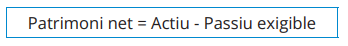 Patrimoni net = Actiu - Passiu exigible